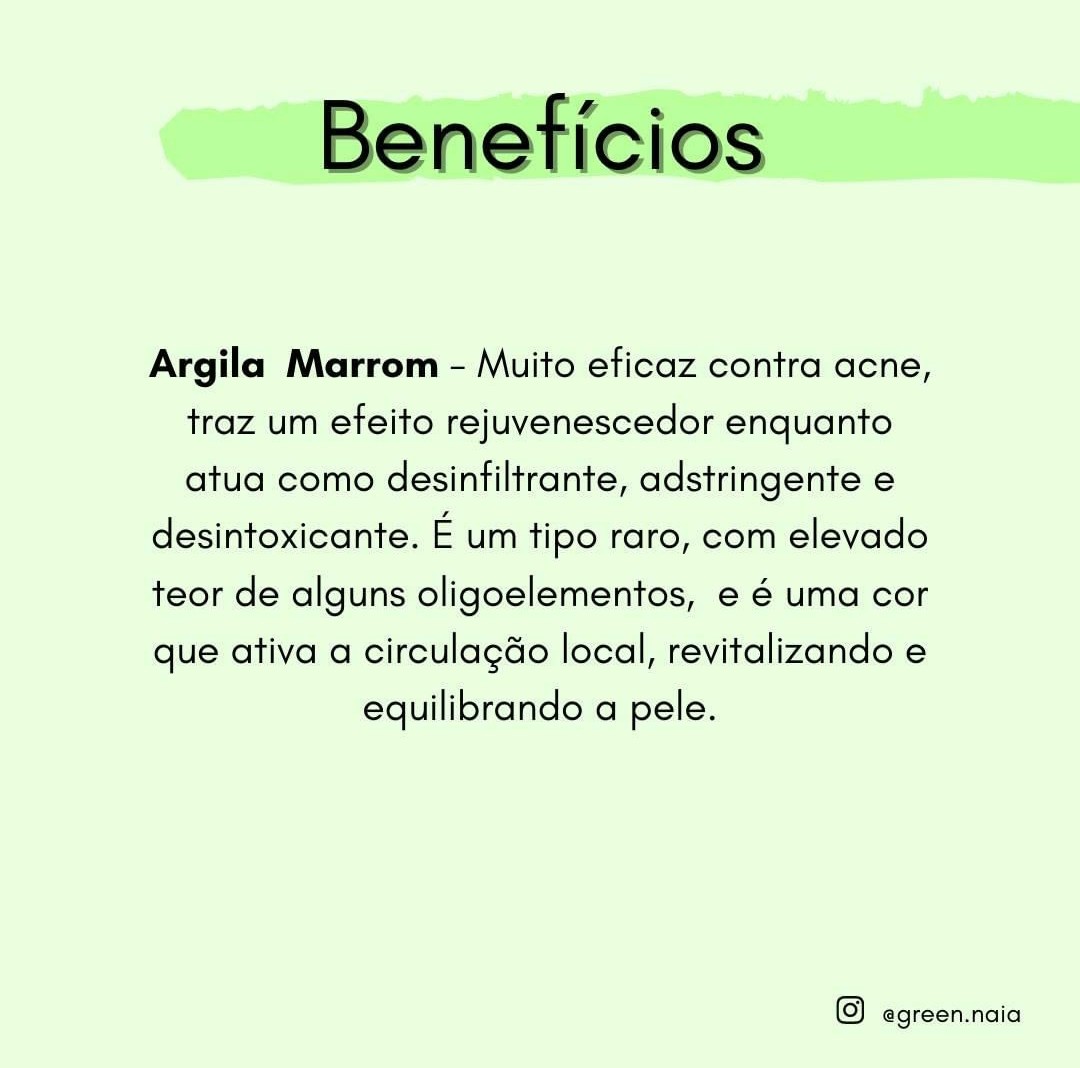 Benefícios
Argila Marrom – Muito eficaz contra acne,
traz um efeito rejuvenescedor enquanto
atua como desinfiltrante, adstringente e
desintoxicante. É um tipo raro, com elevado
teor de alguns oligoelementos, e é uma cor
que ativa a circulação local, revitalizando e
equilibrando a pele.
@green.naia